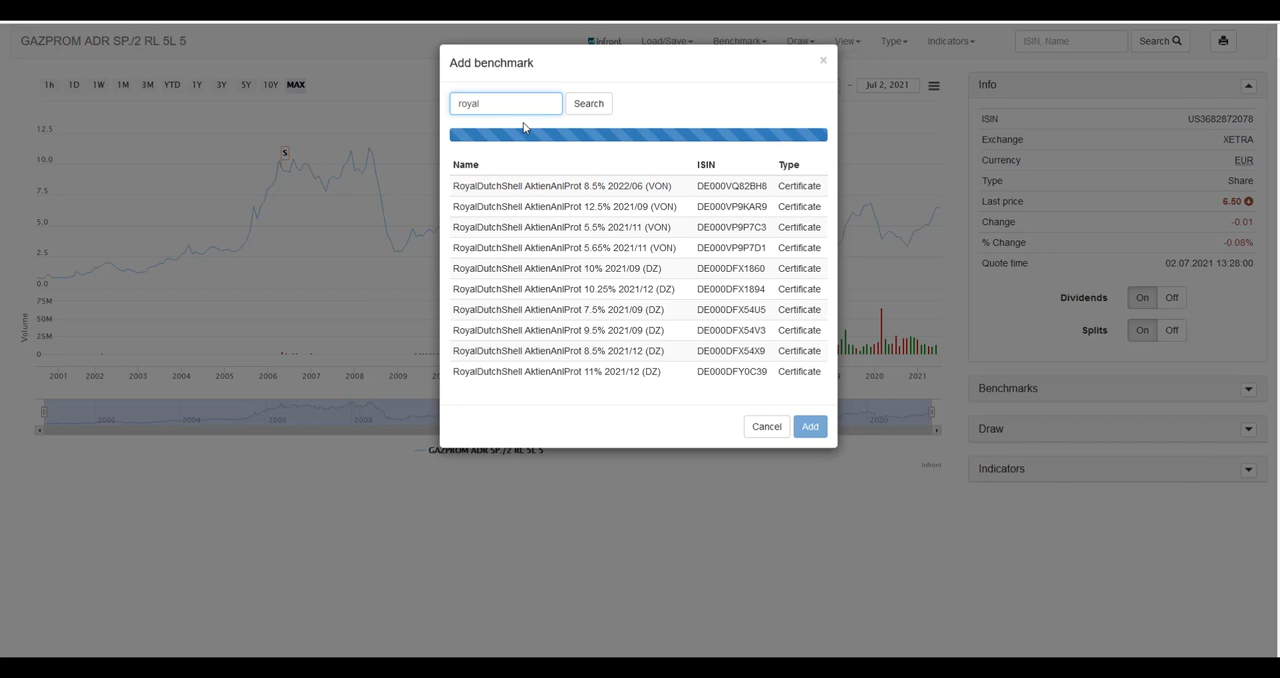 GAZPROM ADR SP./2 RL 5L 5
infront Load/Save Benchmark Draw View Type Indicators ISIN, Name Search
Add benchmark ×
1h 1D 1W 1M 3M YTD 1Y 3Y 5Y 10Y MAX
– Jul 2, 2021
royal Search
Name ISIN Type
RoyalDutchShell AktienAnlProt 8.5% 2022/06 (VON) DE000VQ82BH8 Certificate
RoyalDutchShell AktienAnlProt 12.5% 2021/09 (VON) DE000VP9KAR9 Certificate
RoyalDutchShell AktienAnlProt 5.5% 2021/11 (VON) DE000VP9P7C3 Certificate
RoyalDutchShell AktienAnlProt 5.65% 2021/11 (VON) DE000VP9P7D1 Certificate
RoyalDutchShell AktienAnlProt 10% 2021/09 (DZ) DE000DFX1860 Certificate
RoyalDutchShell AktienAnlProt 10.25% 2021/12 (DZ) DE000DFX1894 Certificate
RoyalDutchShell AktienAnlProt 7.5% 2021/09 (DZ) DE000DFX54U5 Certificate
RoyalDutchShell AktienAnlProt 9.5% 2021/09 (DZ) DE000DFX54V3 Certificate
RoyalDutchShell AktienAnlProt 8.5% 2021/12 (DZ) DE000DFX54X9 Certificate
RoyalDutchShell AktienAnlProt 11% 2021/12 (DZ) DE000DFY0C39 Certificate
Cancel Add
12.5
10.0
7.5
5.0
2.5
0.0
75M
50M
25M
0
Volume
S
2001 2002 2003 2004 2005 2006 2007 2008 2009 2020 2021
2002 2004 2006 2008 2020
GAZPROM ADR SP./2 RL 5L 5
Infront
Info
ISIN US3682872078
Exchange XETRA
Currency EUR
Type Share
Last price 6.50
Change -0.01
% Change -0.08%
Quote time 02.07.2021 13:28:00
Dividends On Off
Splits On Off
Benchmarks
Draw
Indicators